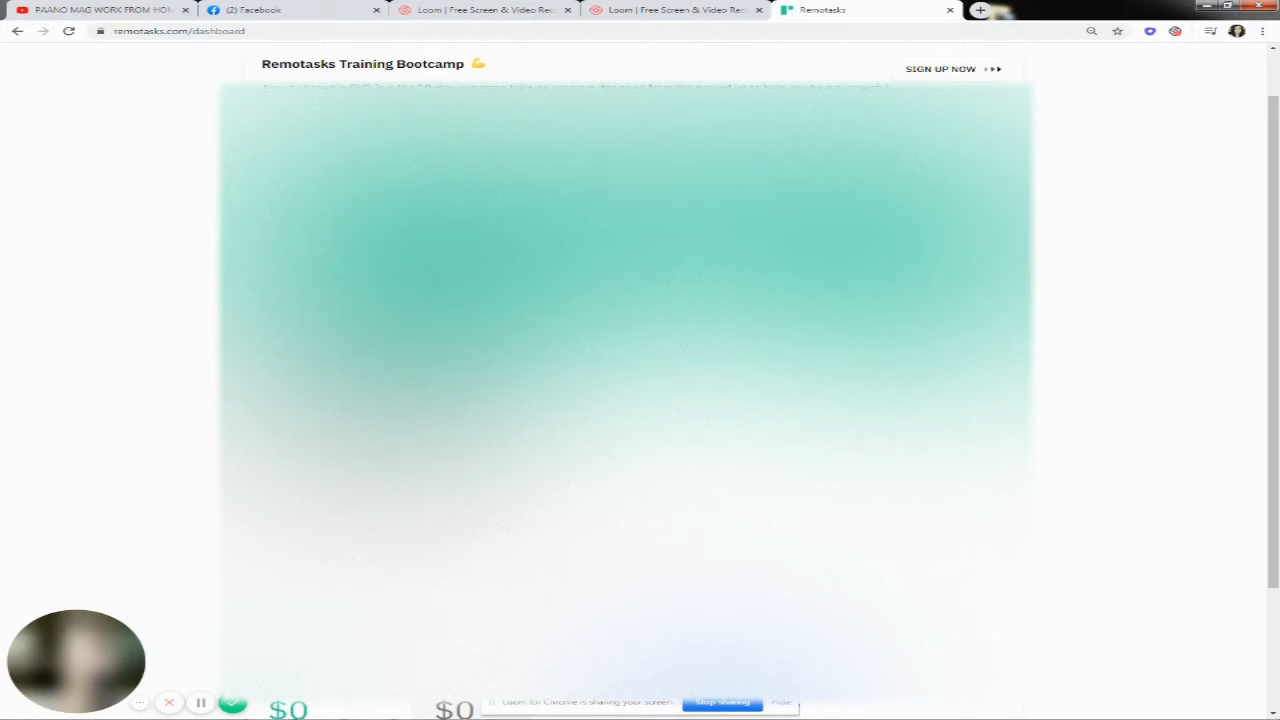 PAANO MAG WORK FROM HOM
(2) Facebook
Loom | Free Screen & Video Rec
Loom | Free Screen & Video Rec
Remotasks
remotasks.com/dashboard
Remotasks Training Bootcamp 💪
SIGN UP NOW
$0
$0
Loom for Chrome is sharing your screen.
Stop sharing
Hide